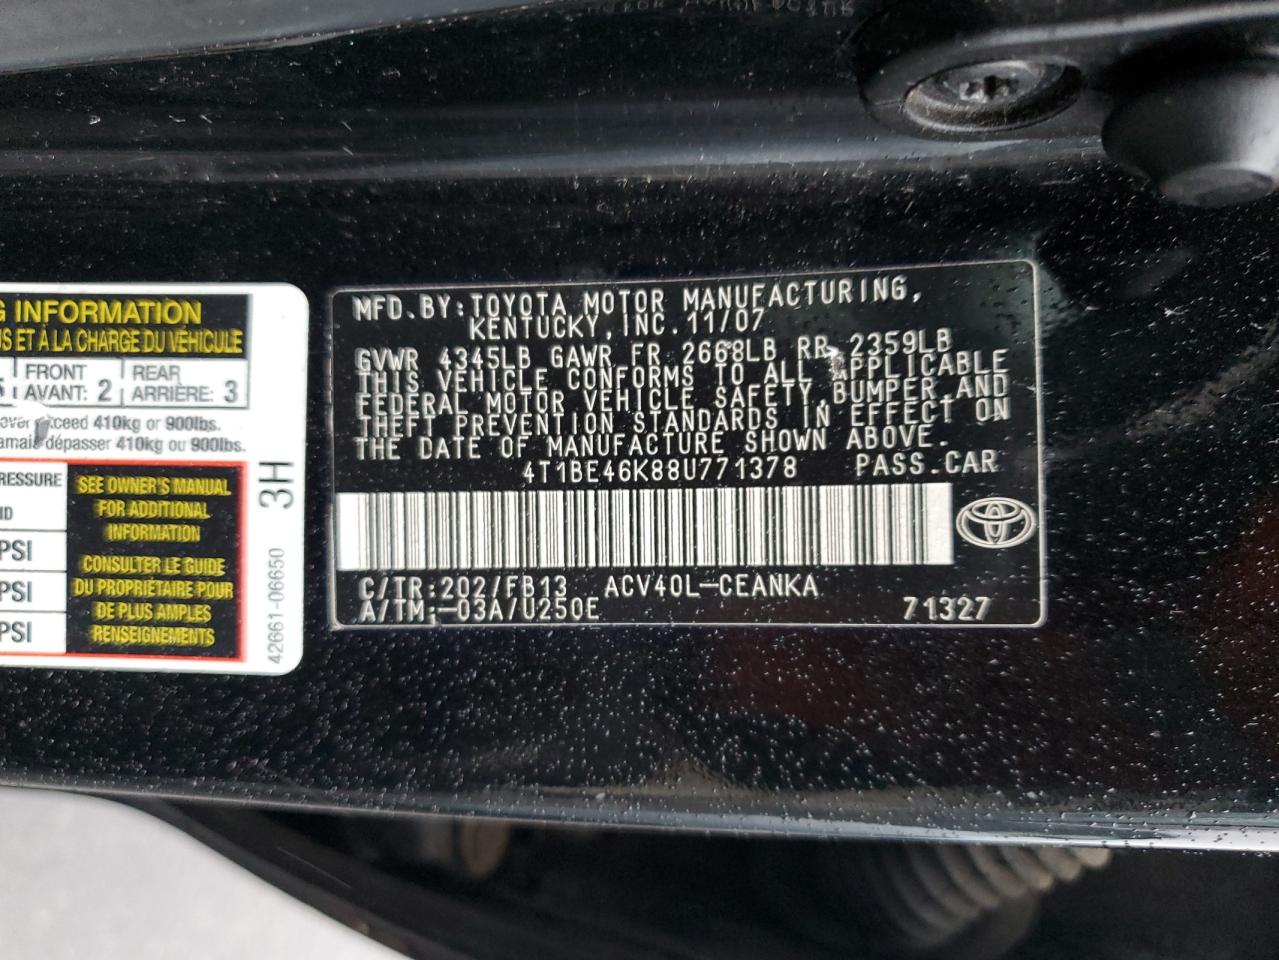 G INFORMATION
US ET À LA CHARGE DU VÉHICULE
5 FRONT AVANT: 2 REAR ARRIÈRE: 3
exceed 410kg or 900lbs.
dépasser 410kg ou 900lbs.
RESSURE
ID
PSI
PSI
PSI
SEE OWNER'S MANUAL
FOR ADDITIONAL
INFORMATION
CONSULTER LE GUIDE
DU PROPRIÉTAIRE POUR
DE PLUS AMPLES
RENSEIGNEMENTS
3H
42661-06650
MFD.BY:TOYOTA MOTOR MANUFACTURING,
KENTUCKY, INC. 11/07
GVWR 4345LB GAWR FR 2668LB RR 2359LB
THIS VEHICLE CONFORMS TO ALL APPLICABLE
FEDERAL MOTOR VEHICLE SAFETY,BUMPER,AND
THEFT PREVENTION STANDARDS IN EFFECT ON
THE DATE OF MANUFACTURE SHOWN ABOVE.
4T1BE46K88U771378 PASS.CAR
C/TR:202/FB13 ACV40L-CEANKA
A/TM:-03A/U250E 71327